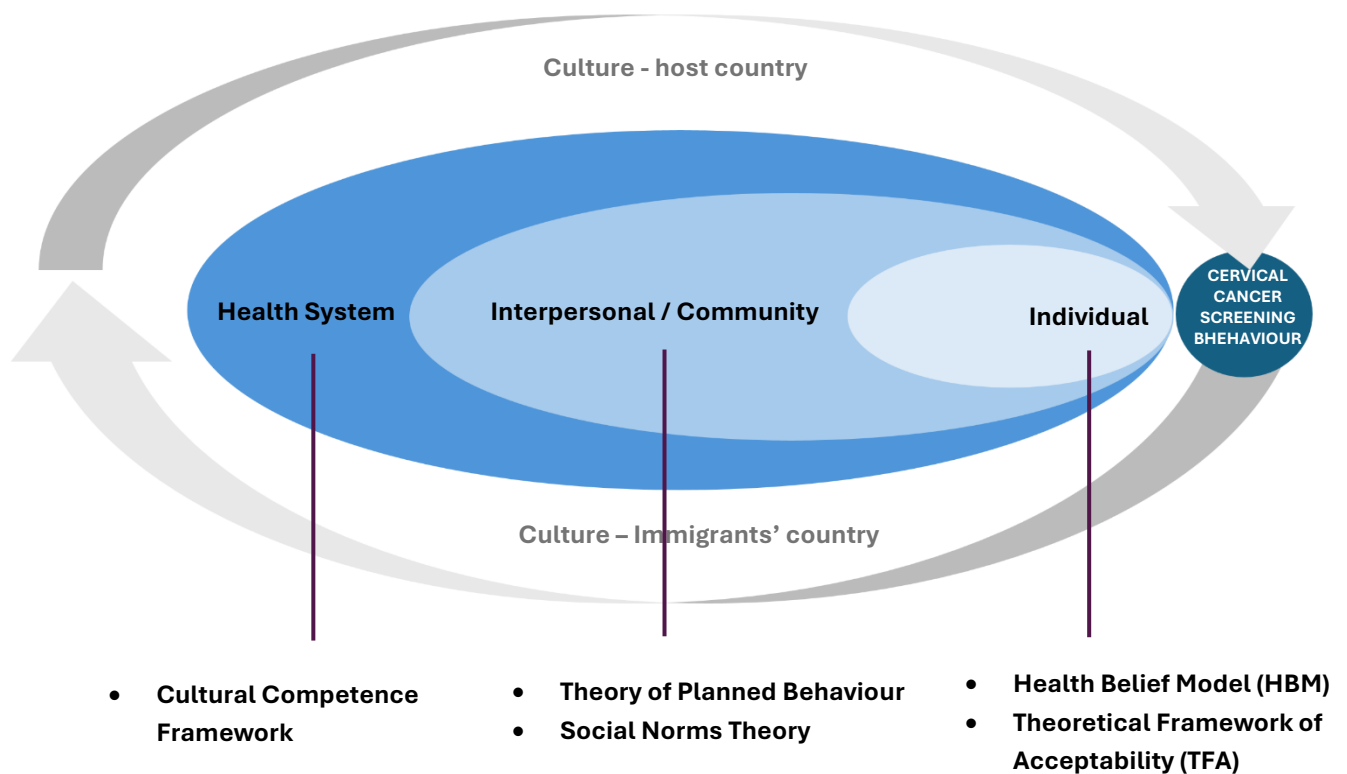 Culture - host country
CERVICAL
CANCER
SCREENING
BHEHAVIOUR
Health System
Interpersonal / Community
Individual
Culture – Immigrants’ country
• Cultural Competence
Framework
• Theory of Planned Behaviour
• Social Norms Theory
• Health Belief Model (HBM)
• Theoretical Framework of
Acceptability (TFA)